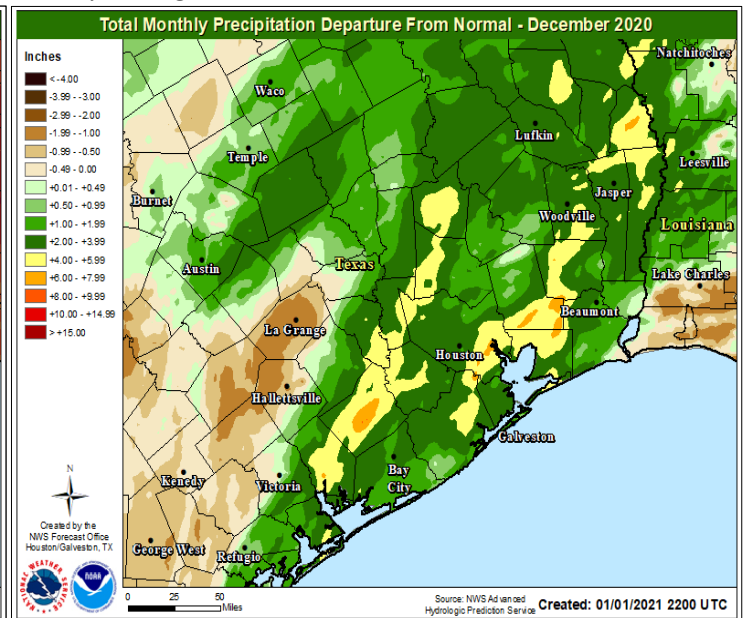 Total Monthly Precipitation Departure From Normal - December 2020
Inches
<-4.00
-3.99 - -3.00
-2.99 - -2.00
-1.99 - -1.00
-0.99 - -0.50
-0.49 - 0.00
+0.01 - +0.49
+0.50 - +0.99
+1.00 - +1.99
+2.00 - +3.99
+4.00 - +5.99
+6.00 - +7.99
+8.00 - +9.99
+10.00 - +14.99
> +15.00
Natchitoches
Waco
Lufkin
Temple
Leesville
Burnet
Jasper
Woodville
Louisiana
Austin
Texas
Lake Charles
La Grange
Beaumont
Houston
Hallettsville
Galveston
Kenedy
Victoria
Bay
City
George West
Refugio
N
Created by the
NWS Forecast Office
Houston/Galveston, TX
NATIONAL WEATHER SERVICE
NOAA
0 25 50
Miles
Source: NWS Advanced
Hydrologic Prediction Service
Created: 01/01/2021 2200 UTC